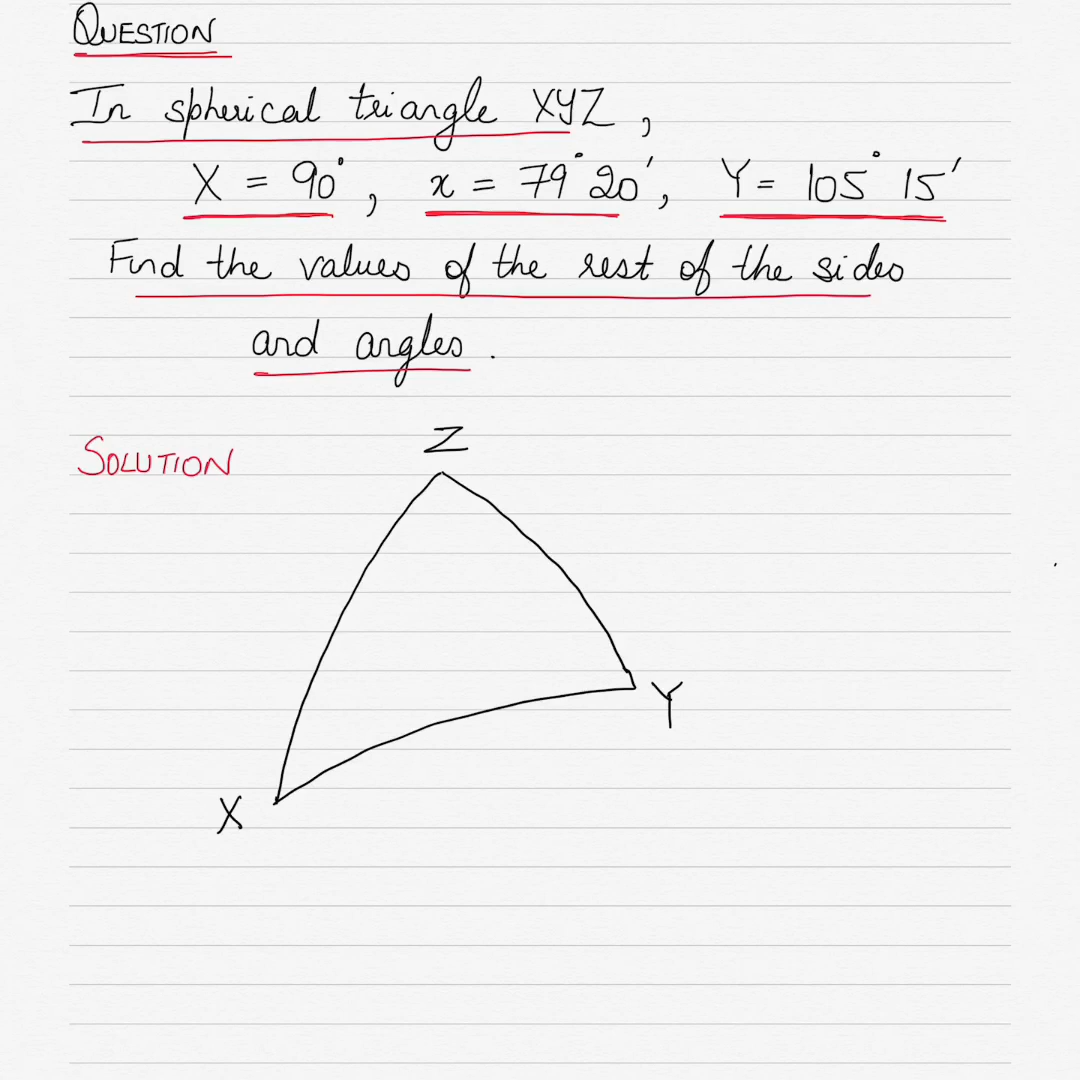 QUESTION
In spherical triangle XYZ,
X = 90°, x = 79° 20', Y = 105° 15'
Find the values of the rest of the sides
and angles.
SOLUTION
Z
Y
X